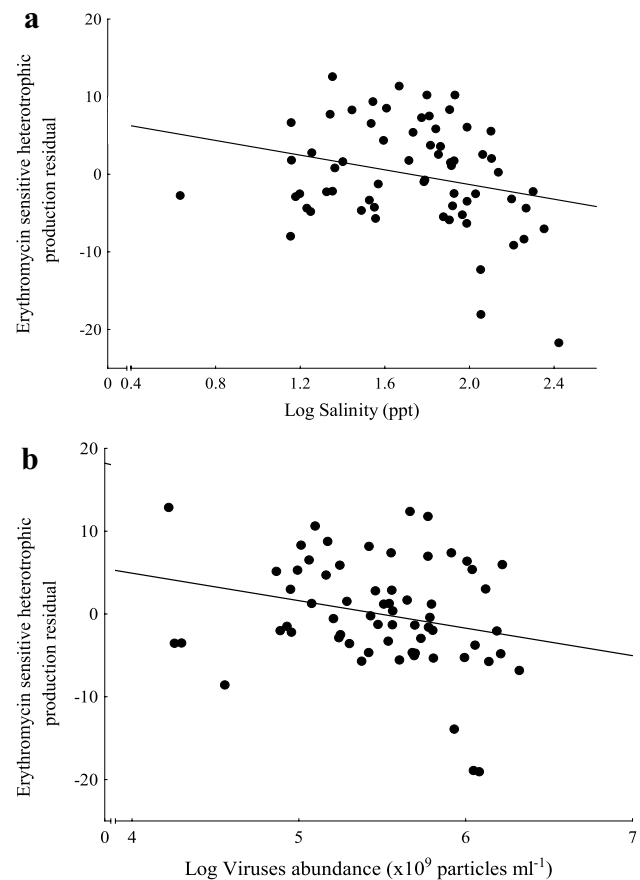 a
Erythromycin sensitive heterotrophic
production residual
20
10
0
-10
-20
0 0.4 0.8 1.2 1.6 2.0 2.4
Log Salinity (ppt)
b
Erythromycin sensitive heterotrophic
production residual
20
10
0
-10
-20
0 4 5 6 7
Log Viruses abundance (x10⁹ particles ml⁻¹)